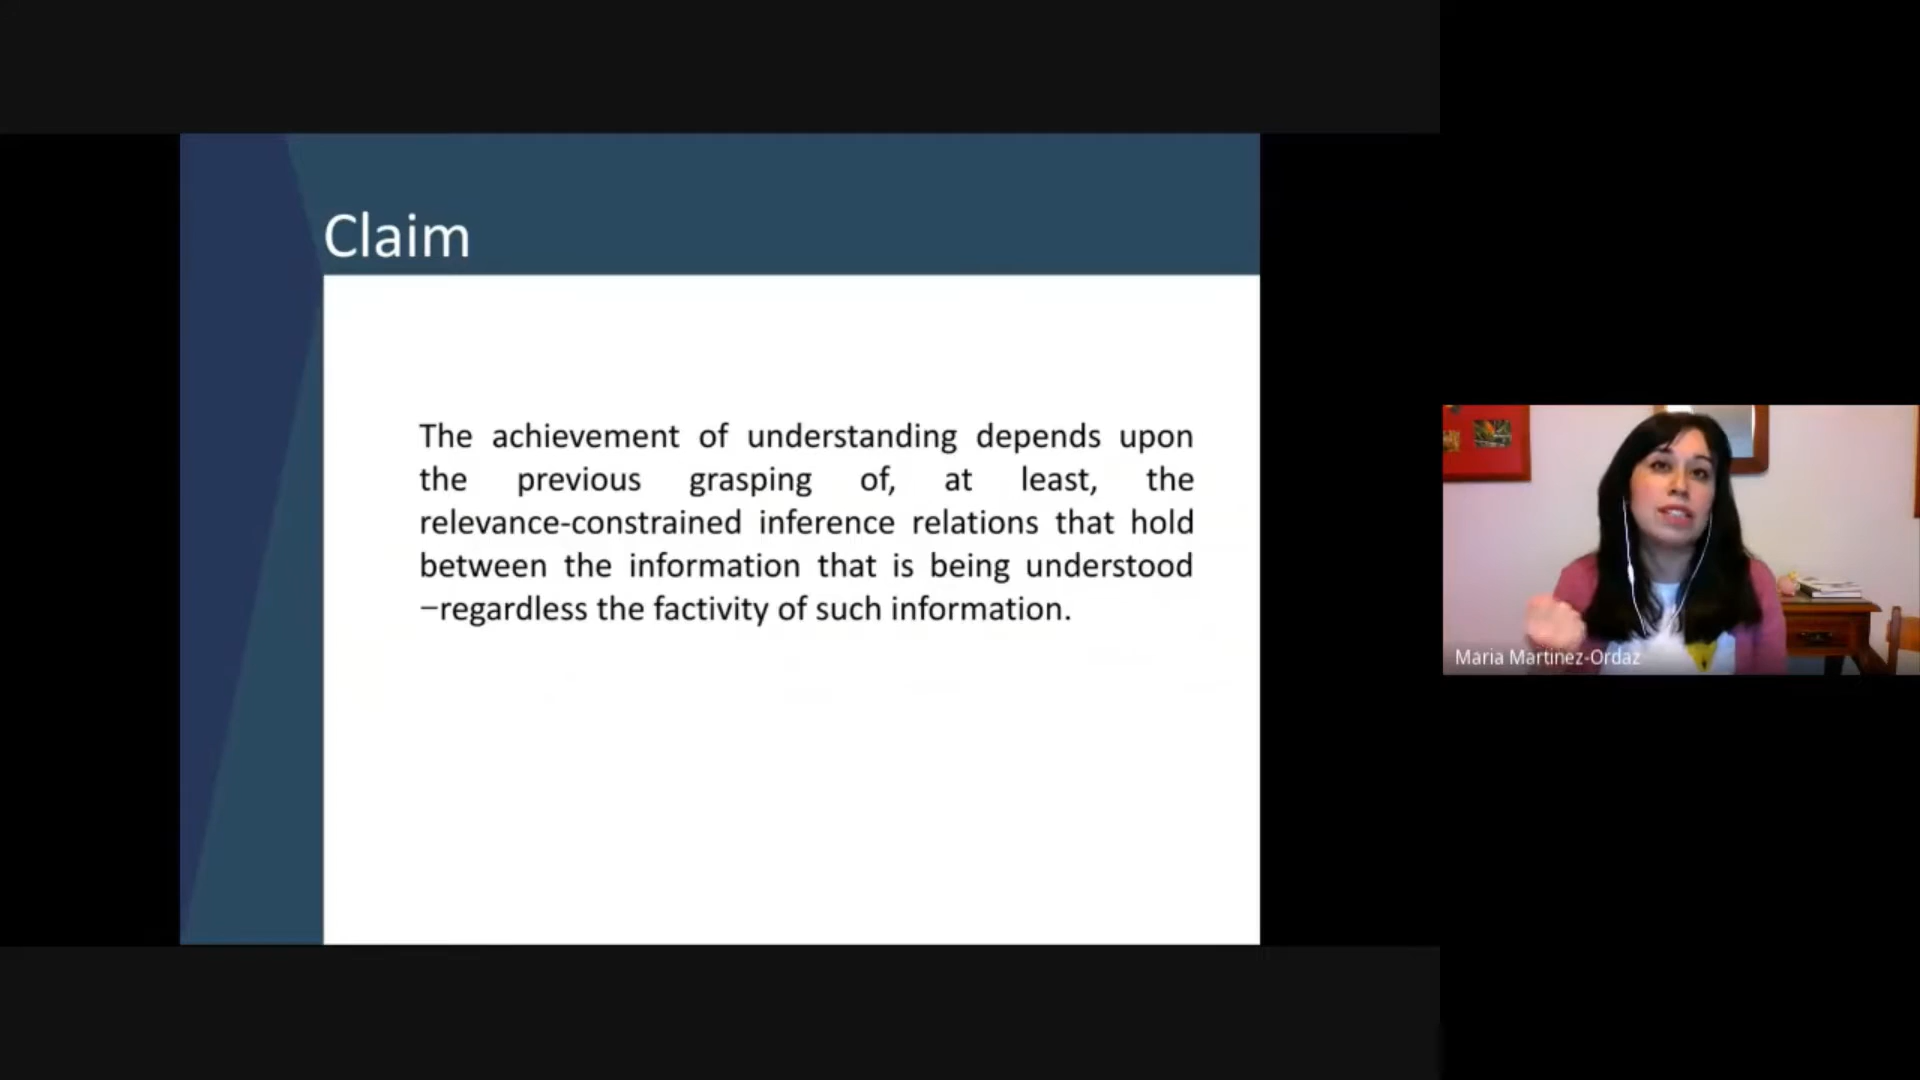 Claim
The achievement of understanding depends upon
the previous grasping of, at least, the
relevance-constrained inference relations that hold
between the information that is being understood
−regardless the factivity of such information.
Maria Martinez-Ordaz